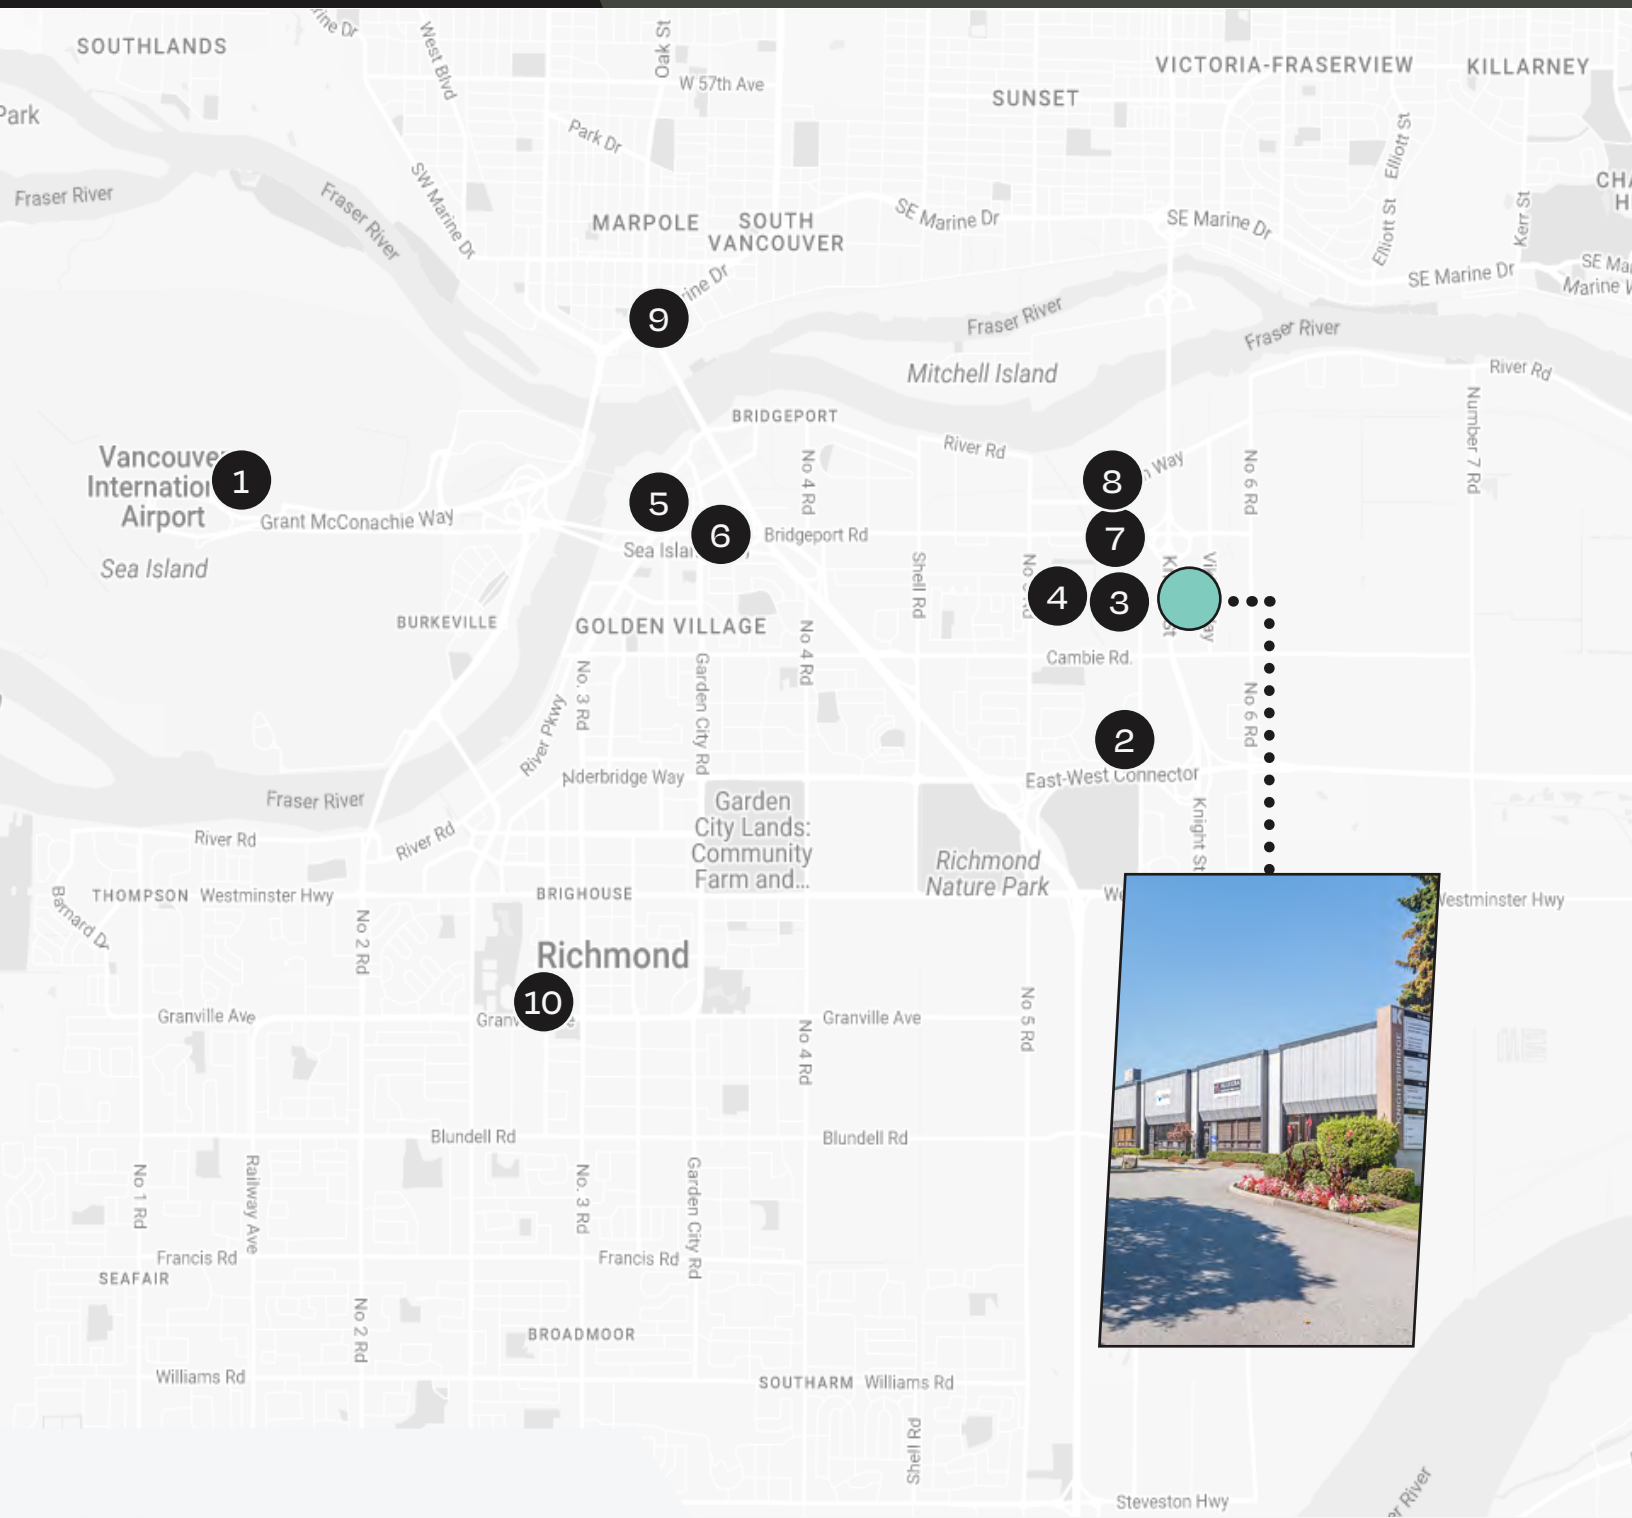 SOUTHLANDS
West Blvd
Oak St
W 57th Ave
VICTORIA-FRASERVIEW
KILLARNEY
SUNSET
Park
Park Dr
Elliott St
Elliott St
Fraser River
Fraser River
SW Marine Dr
MARPOLE
SOUTH
VANCOUVER
SE Marine Dr
SE Marine Dr
Kerr St
SE Marine Dr
rine Dr
9
Fraser River
Fraser River
Mitchell Island
River Rd
BRIDGEPORT
Number 7 Rd
Vancouver
Internatio
Airport
1
Grant McConachie Way
Sea Island
5
6
Bridgeport Rd
No 4 Rd
River Rd
8
Way
No 6 Rd
7
4
3
Shell Rd
BURKEVILLE
GOLDEN VILLAGE
No 4 Rd
Cambie Rd.
No. 3 Rd
Garden City Rd
River Pkwy
No 6 Rd
2
East-West Connector
Nderbridge Way
Fraser River
River Rd
River Rd
Garden
City Lands:
Community
Farm and...
Richmond
Nature Park
Knight St
THOMPSON
Westminster Hwy
BRIGHOUSE
Westminster Hwy
Barnard Dr
No 2 Rd
Richmond
10
Granville Ave
Granville Ave
No 4 Rd
No 5 Rd
KNIGHTSBRIDGE
Blundell Rd
Blundell Rd
No 1 Rd
Railway Ave
No. 3 Rd
Garden City Rd
Francis Rd
Francis Rd
SEAFAIR
No 2 Rd
BROADMOOR
Williams Rd
SOUTHARM
Williams Rd
Shell Rd
Steveston Hwy
River